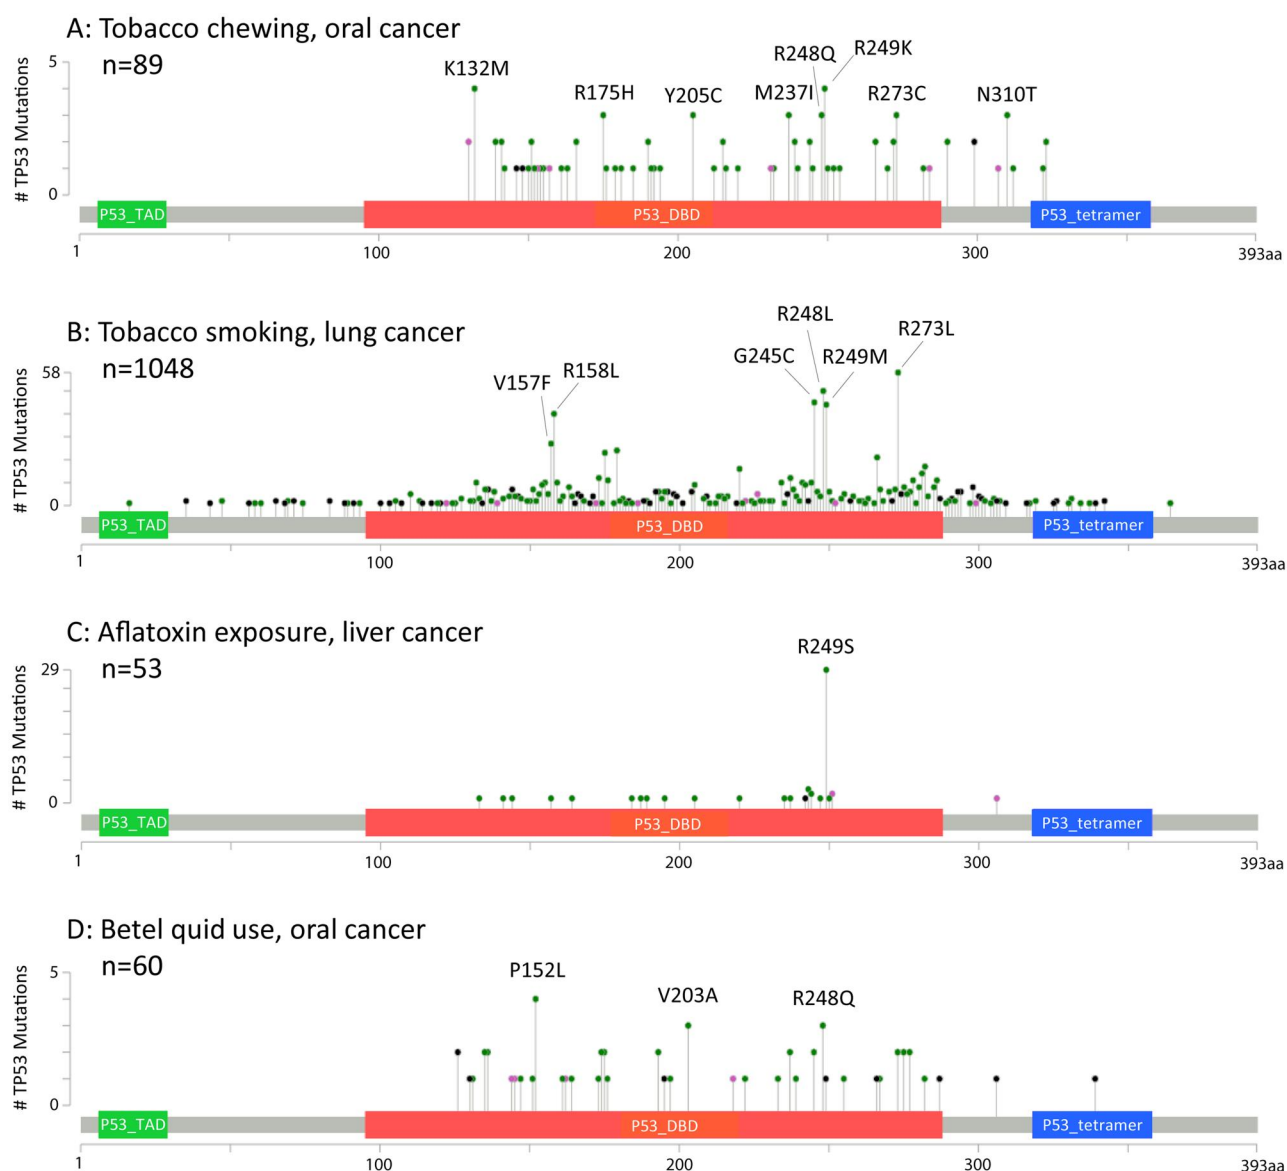 A: Tobacco chewing, oral cancer
n=89
# TP53 Mutations
5
0
K132M
R175H
Y205C
M237I
R248Q
R249K
R273C
N310T
P53_TAD
P53_DBD
P53_tetramer
1
100
200
300
393aa
B: Tobacco smoking, lung cancer
n=1048
# TP53 Mutations
58
0
V157F
R158L
G245C
R248L
R249M
R273L
P53_TAD
P53_DBD
P53_tetramer
1
100
200
300
393aa
C: Aflatoxin exposure, liver cancer
n=53
# TP53 Mutations
29
0
R249S
P53_TAD
P53_DBD
P53_tetramer
1
100
200
300
393aa
D: Betel quid use, oral cancer
n=60
# TP53 Mutations
5
0
P152L
V203A
R248Q
P53_TAD
P53_DBD
P53_tetramer
1
100
200
300
393aa